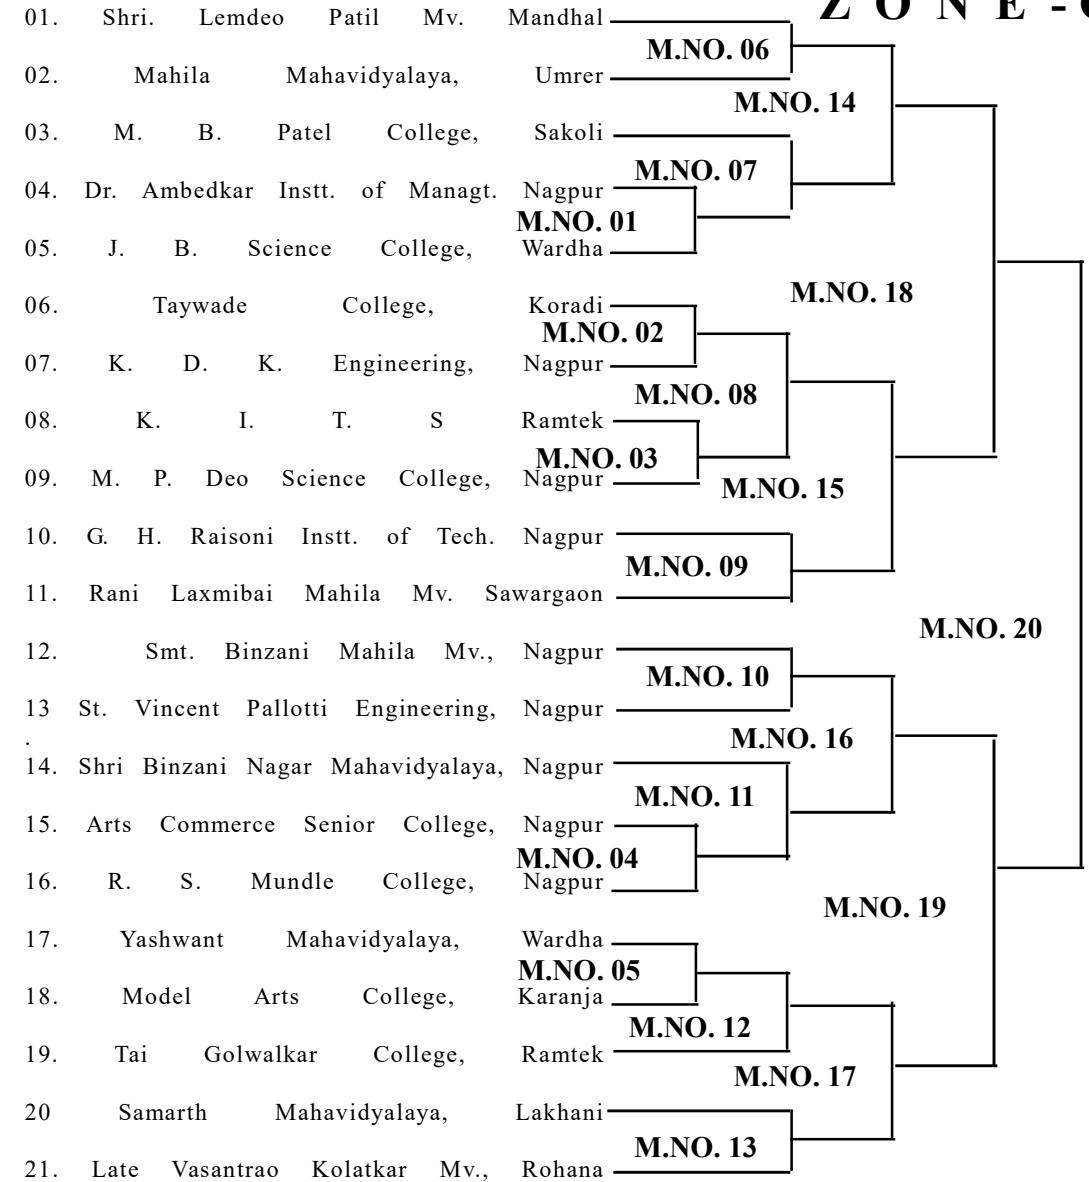 Z O N E -
01. Shri. Lemdeo Patil Mv. Mandhal
M.NO. 06
02. Mahila Mahavidyalaya, Umrer
M.NO. 14
03. M. B. Patel College, Sakoli
M.NO. 07
04. Dr. Ambedkar Instt. of Managt. Nagpur
M.NO. 01
05. J. B. Science College, Wardha
M.NO. 18
06. Taywade College, Koradi
M.NO. 02
07. K. D. K. Engineering, Nagpur
M.NO. 08
08. K. I. T. S Ramtek
M.NO. 03
09. M. P. Deo Science College, Nagpur
M.NO. 15
10. G. H. Raisoni Instt. of Tech. Nagpur
M.NO. 09
11. Rani Laxmibai Mahila Mv. Sawargaon
M.NO. 20
12. Smt. Binzani Mahila Mv., Nagpur
M.NO. 10
13 St. Vincent Pallotti Engineering, Nagpur
.
M.NO. 16
14. Shri Binzani Nagar Mahavidyalaya, Nagpur
M.NO. 11
15. Arts Commerce Senior College, Nagpur
M.NO. 04
16. R. S. Mundle College, Nagpur
M.NO. 19
17. Yashwant Mahavidyalaya, Wardha
M.NO. 05
18. Model Arts College, Karanja
M.NO. 12
19. Tai Golwalkar College, Ramtek
M.NO. 17
20 Samarth Mahavidyalaya, Lakhani
M.NO. 13
21. Late Vasantrao Kolatkar Mv., Rohana